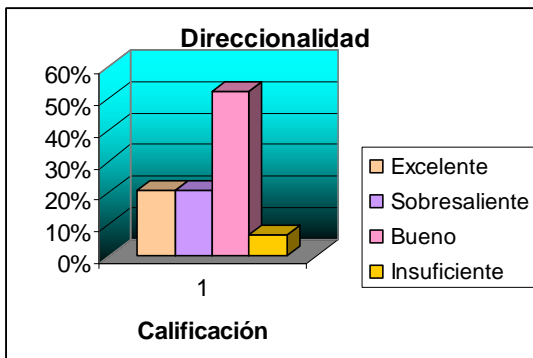 Direccionalidad
60%
50%
40%
30%
20%
10%
0%
1
Calificación
Excelente
Sobresaliente
Bueno
Insuficiente